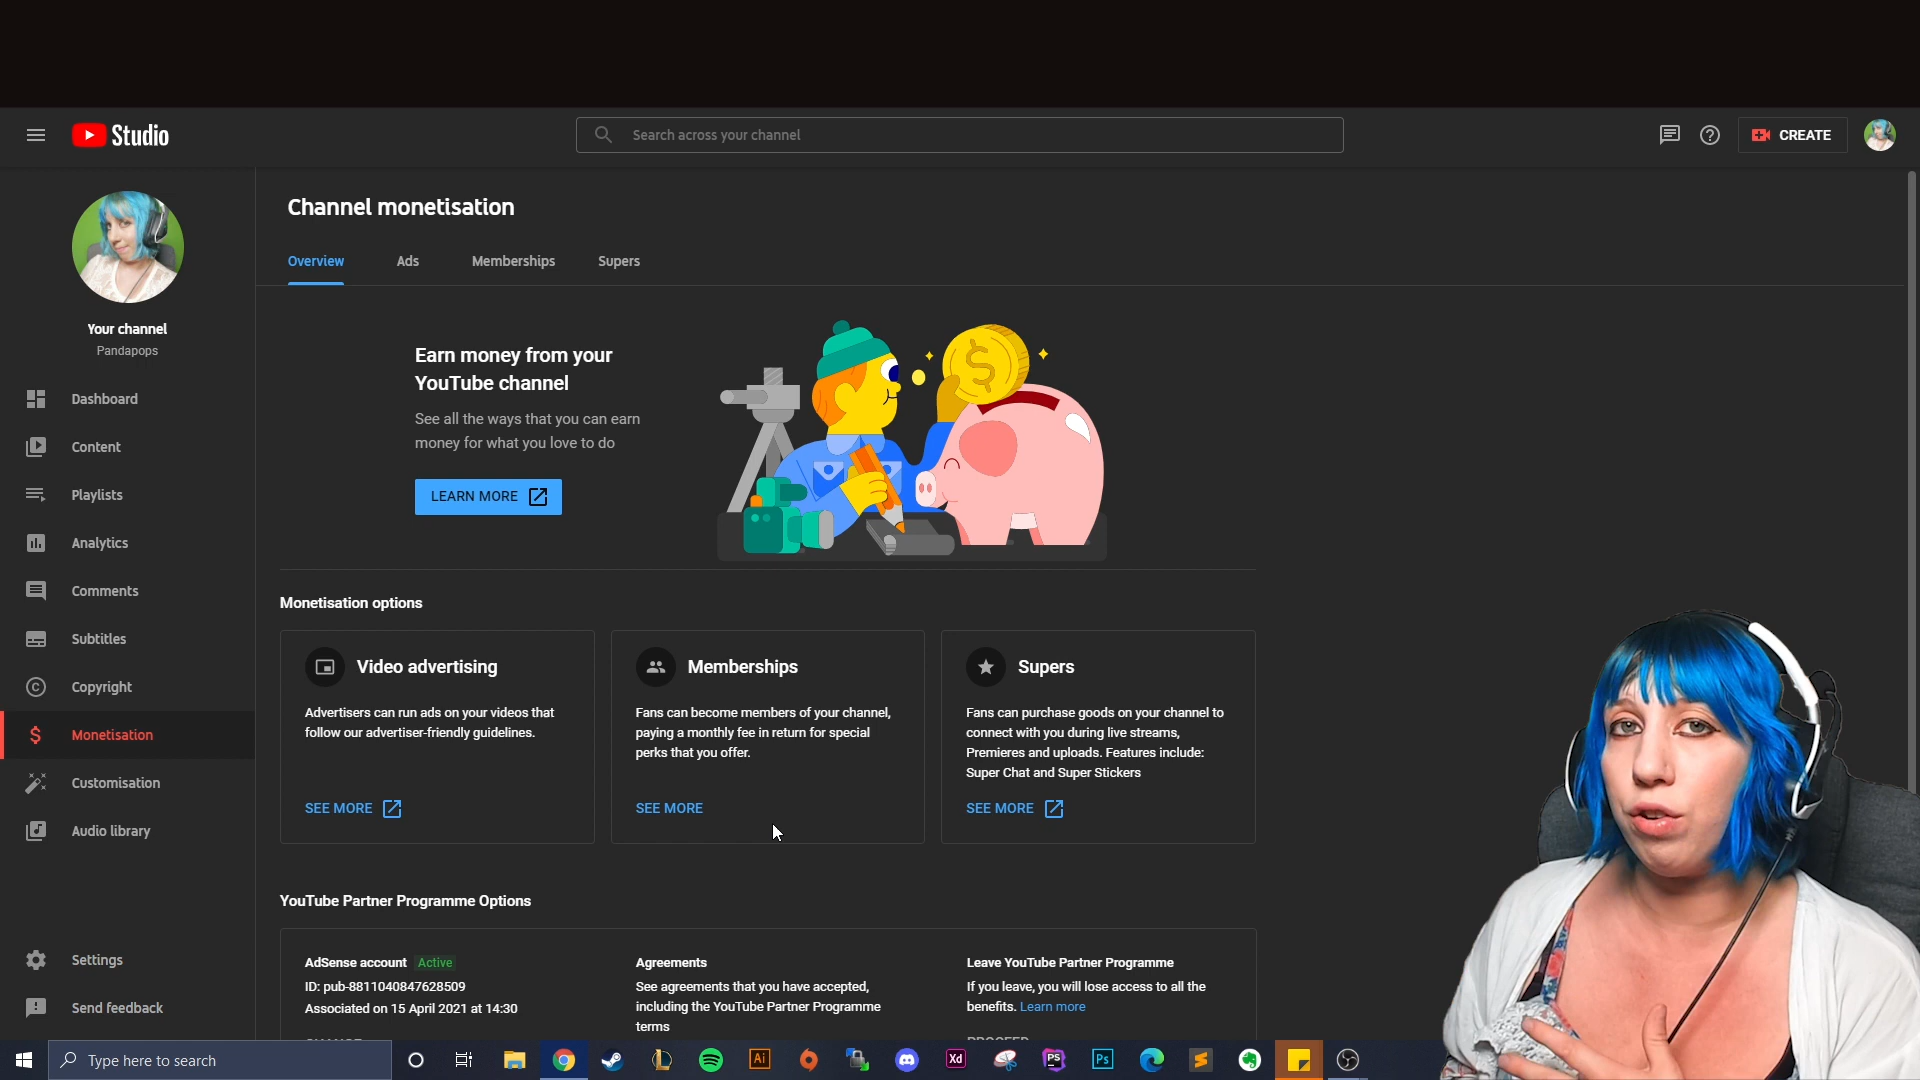 Studio
Search across your channel
CREATE
Your channel
Pandapops
Dashboard
Content
Playlists
Analytics
Comments
Subtitles
Copyright
Monetisation
Customisation
Audio library
Settings
Send feedback
Channel monetisation
Overview
Ads
Memberships
Supers
Earn money from your
YouTube channel
See all the ways that you can earn
money for what you love to do
LEARN MORE
Monetisation options
Video advertising
Advertisers can run ads on your videos that
follow our advertiser-friendly guidelines.
SEE MORE
Memberships
Fans can become members of your channel,
paying a monthly fee in return for special
perks that you offer.
SEE MORE
Supers
Fans can purchase goods on your channel to
connect with you during live streams,
Premieres and uploads. Features include:
Super Chat and Super Stickers
SEE MORE
YouTube Partner Programme Options
AdSense account Active
ID: pub-8811040847628509
Associated on 15 April 2021 at 14:30
Agreements
See agreements that you have accepted,
including the YouTube Partner Programme
terms
Leave YouTube Partner Programme
If you leave, you will lose access to all the
benefits. Learn more
Type here to search
Ai
Xd
PS
Ps